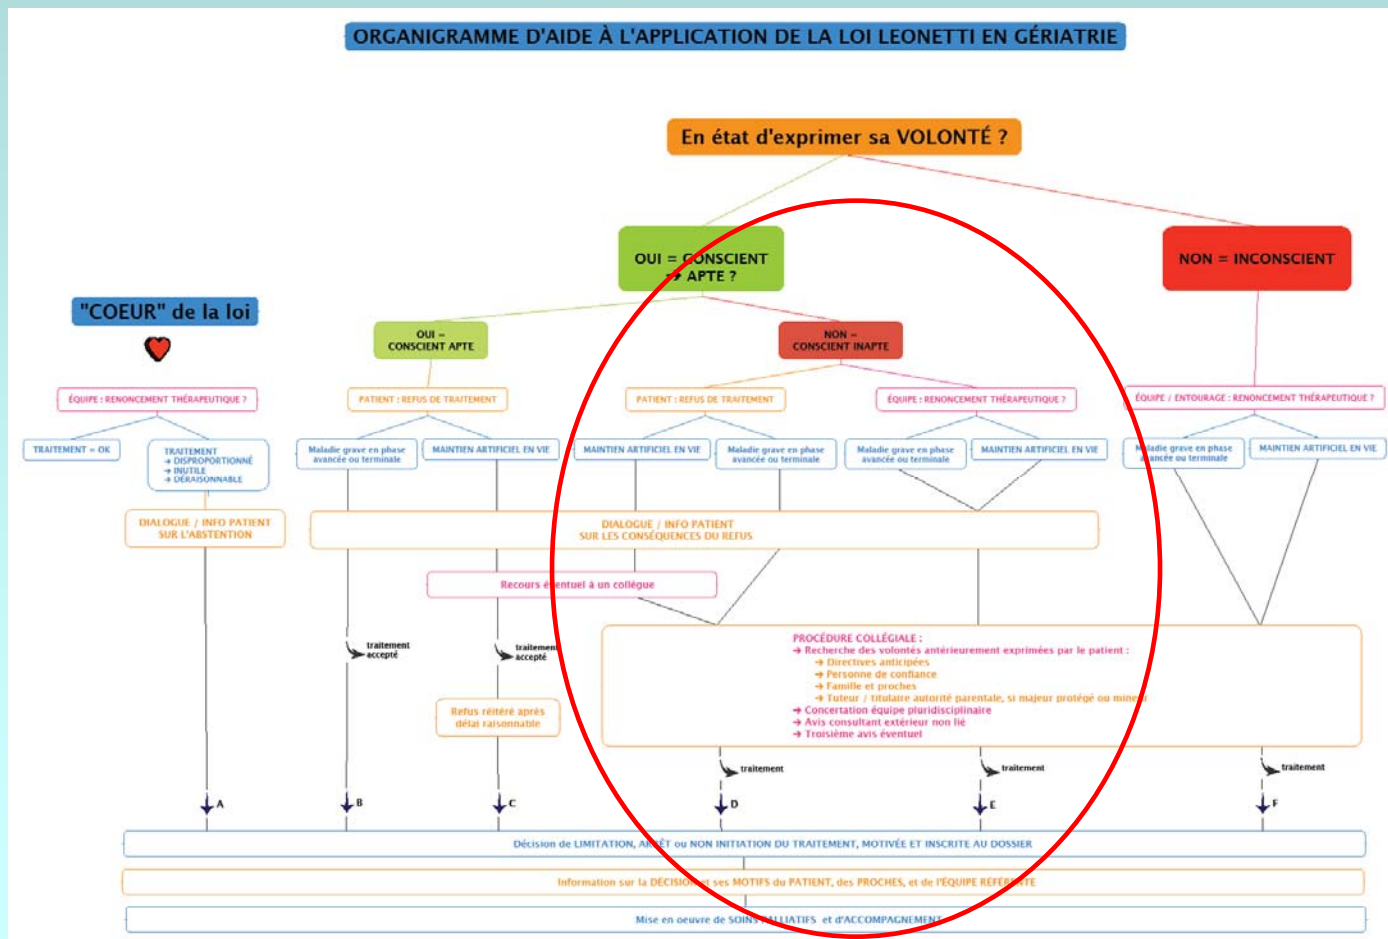 ORGANIGRAMME D'AIDE À L'APPLICATION DE LA LOI LEONETTI EN GÉRIATRIE
En état d'exprimer sa VOLONTÉ ?
OUI = CONSCIENT
→ APTE ?
NON = INCONSCIENT
"COEUR" de la loi
OUI =
CONSCIENT APTE
NON =
CONSCIENT INAPTE
ÉQUIPE : RENONCEMENT THÉRAPEUTIQUE ?
PATIENT : REFUS DE TRAITEMENT
PATIENT : REFUS DE TRAITEMENT
ÉQUIPE : RENONCEMENT THÉRAPEUTIQUE ?
ÉQUIPE / ENTOURAGE : RENONCEMENT THÉRAPEUTIQUE ?
TRAITEMENT = OK
TRAITEMENT
→ DISPROPORTIONNÉ
→ INUTILE
→ DÉRAISONNABLE
Maladie grave en phase
avancée ou terminale
MAINTIEN ARTIFICIEL EN VIE
MAINTIEN ARTIFICIEL EN VIE
Maladie grave en phase
avancée ou terminale
Maladie grave en phase
avancée ou terminale
MAINTIEN ARTIFICIEL EN VIE
Maladie grave en phase
avancée ou terminale
MAINTIEN ARTIFICIEL EN VIE
DIALOGUE / INFO PATIENT
SUR L'ABSTENTION
DIALOGUE / INFO PATIENT
SUR LES CONSÉQUENCES DU REFUS
Recours éventuel à un collègue
traitement
accepté
traitement
accepté
PROCÉDURE COLLÉGIALE :
→ Recherche des volontés antérieurement exprimées par le patient :
→ Directives anticipées
→ Personne de confiance
→ Famille et proches
→ Tuteur / titulaire autorité parentale, si majeur protégé ou mineur
→ Concertation équipe pluridisciplinaire
→ Avis consultant extérieur non lié
→ Troisième avis éventuel
Refus réitéré après
délai raisonnable
traitement
traitement
traitement
A
B
C
D
E
F
Décision de LIMITATION, ARRÊT ou NON INITIATION DU TRAITEMENT, MOTIVÉE ET INSCRITE AU DOSSIER
Information sur la DÉCISION et ses MOTIFS du PATIENT, des PROCHES, et de l'ÉQUIPE RÉFÉRENTE
Mise en oeuvre de SOINS PALLIATIFS et d'ACCOMPAGNEMENT